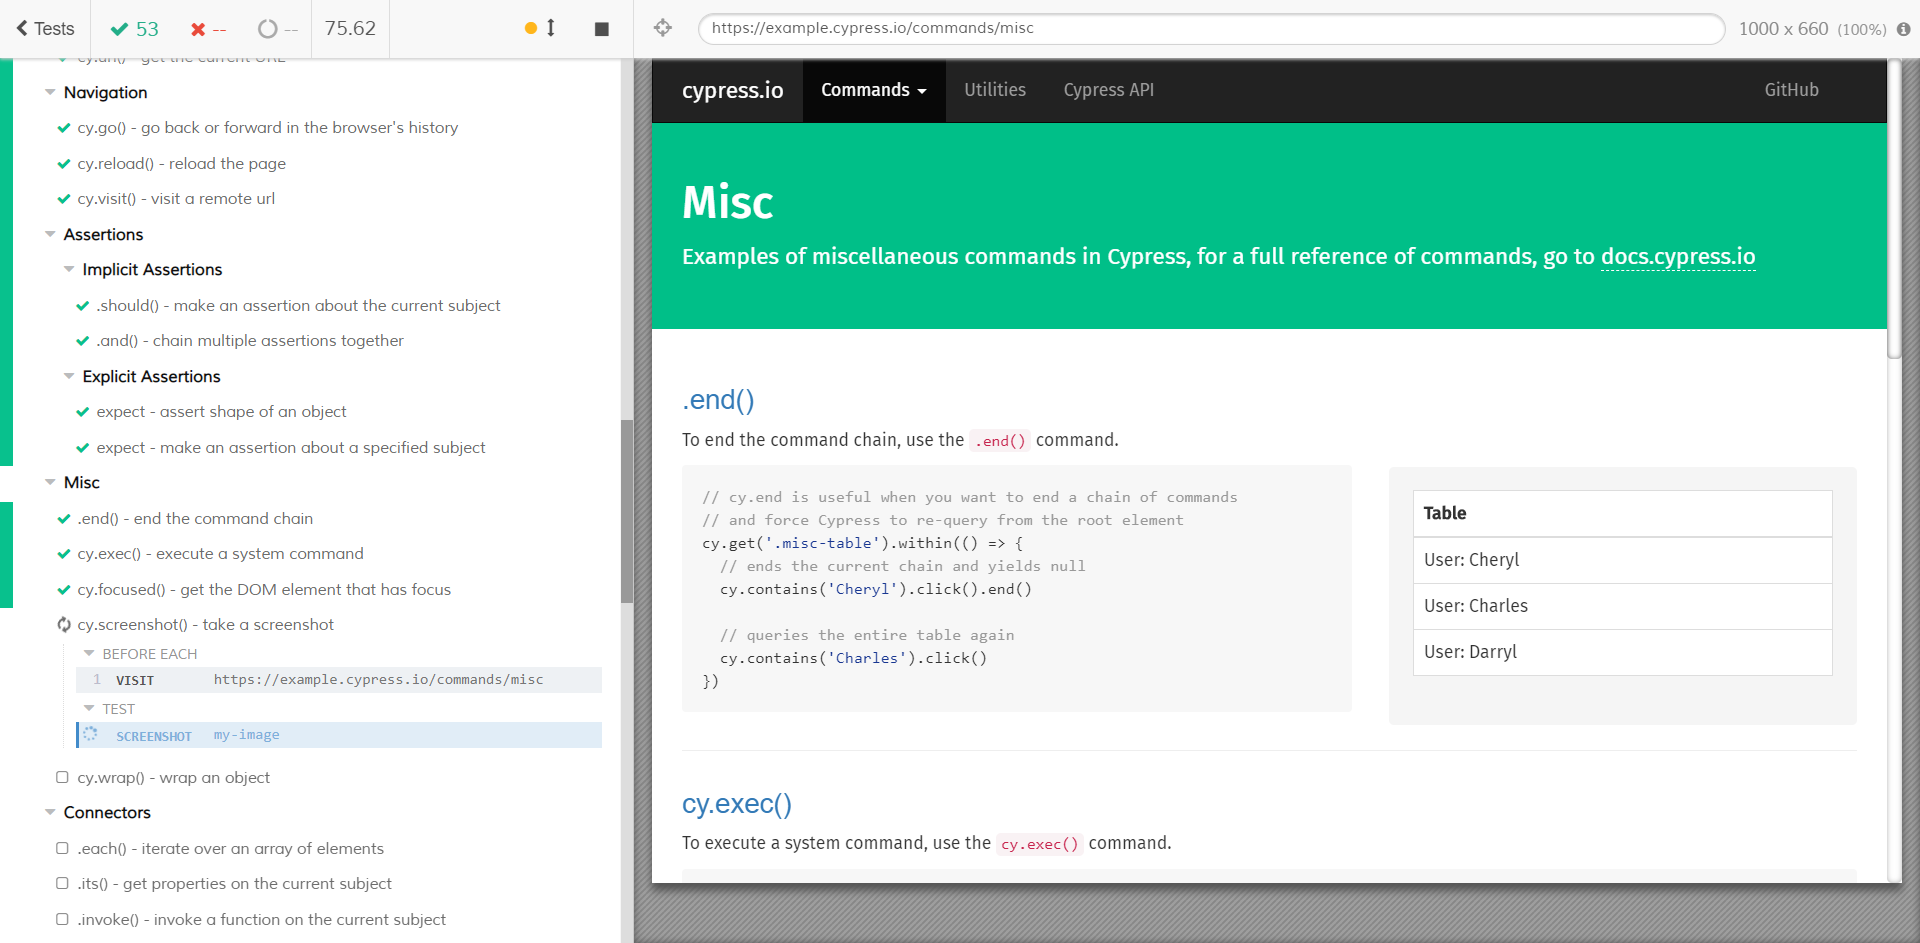 Tests
53
--
--
75.62
https://example.cypress.io/commands/misc
1000 x 660 (100%)
cy.url() - get the current URL
Navigation
cy.go() - go back or forward in the browser's history
cy.reload() - reload the page
cy.visit() - visit a remote url
Assertions
Implicit Assertions
.should() - make an assertion about the current subject
.and() - chain multiple assertions together
Explicit Assertions
expect - assert shape of an object
expect - make an assertion about a specified subject
Misc
.end() - end the command chain
cy.exec() - execute a system command
cy.focused() - get the DOM element that has focus
cy.screenshot() - take a screenshot
BEFORE EACH
1 VISIT https://example.cypress.io/commands/misc
TEST
SCREENSHOT my-image
cy.wrap() - wrap an object
Connectors
.each() - iterate over an array of elements
.its() - get properties on the current subject
.invoke() - invoke a function on the current subject
cypress.io
Commands
Utilities
Cypress API
GitHub
Misc
Examples of miscellaneous commands in Cypress, for a full reference of commands, go to docs.cypress.io
.end()
To end the command chain, use the .end() command.
// cy.end is useful when you want to end a chain of commands
// and force Cypress to re-query from the root element
cy.get('.misc-table').within(() => {
// ends the current chain and yields null
cy.contains('Cheryl').click().end()
// queries the entire table again
cy.contains('Charles').click()
})
Table
User: Cheryl
User: Charles
User: Darryl
cy.exec()
To execute a system command, use the cy.exec() command.